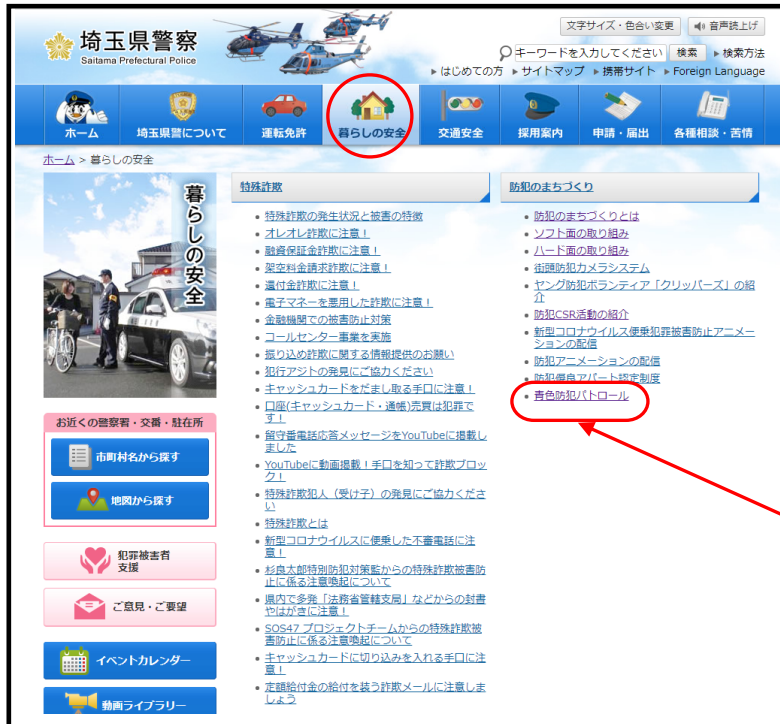 埼玉県警察
Saitama Prefectural Police
文字サイズ・色合い変更
音声読上げ
キーワードを入力してください
検索
検索方法
はじめての方
サイトマップ
携帯サイト
Foreign Language
ホーム
埼玉県警について
運転免許
暮らしの安全
交通安全
採用案内
申請・届出
各種相談・苦情
ホーム > 暮らしの安全
暮らしの安全
お近くの警察署・交番・駐在所
市町村名から探す
地図から探す
犯罪被害者
支援
ご意見・ご要望
イベントカレンダー
動画ライブラリー
特殊詐欺
特殊詐欺の発生状況と被害の特徴
オレオレ詐欺に注意！
融資保証金詐欺に注意！
架空料金請求詐欺に注意！
還付金詐欺に注意！
電子マネーを悪用した詐欺に注意！
金融機関での被害防止対策
コールセンター事業を実施
振り込め詐欺に関する情報提供のお願い
犯行アジトの発見にご協力ください
キャッシュカードをだまし取る手口に注意！
口座(キャッシュカード・通帳)売買は犯罪で
す！
留守番電話応答メッセージをYouTubeに掲載し
ました
YouTubeに動画掲載！手口を知って詐欺ブロッ
ク！
特殊詐欺犯人（受け子）の発見にご協力くださ
い
特殊詐欺とは
新型コロナウイルスに便乗した不審電話に注
意！
杉良太郎特別防犯対策監からの特殊詐欺被害防
止に係る注意喚起について
県内で多発「法務省管轄支局」などからの封書
やはがきに注意！
SOS47 プロジェクトチームからの特殊詐欺被
害防止に係る注意喚起について
キャッシュカードに切り込みを入れる手口に注
意！
定額給付金の給付を装う詐欺メールに注意しま
しょう
防犯のまちづくり
防犯のまちづくりとは
ソフト面の取り組み
ハード面の取り組み
街頭防犯カメラシステム
ヤング防犯ボランティア「クリッパーズ」の紹
介
防犯CSR活動の紹介
新型コロナウイルス便乗犯罪被害防止アニメー
ションの配信
防犯アニメーションの配信
防犯優良アパート認定制度
青色防犯パトロール